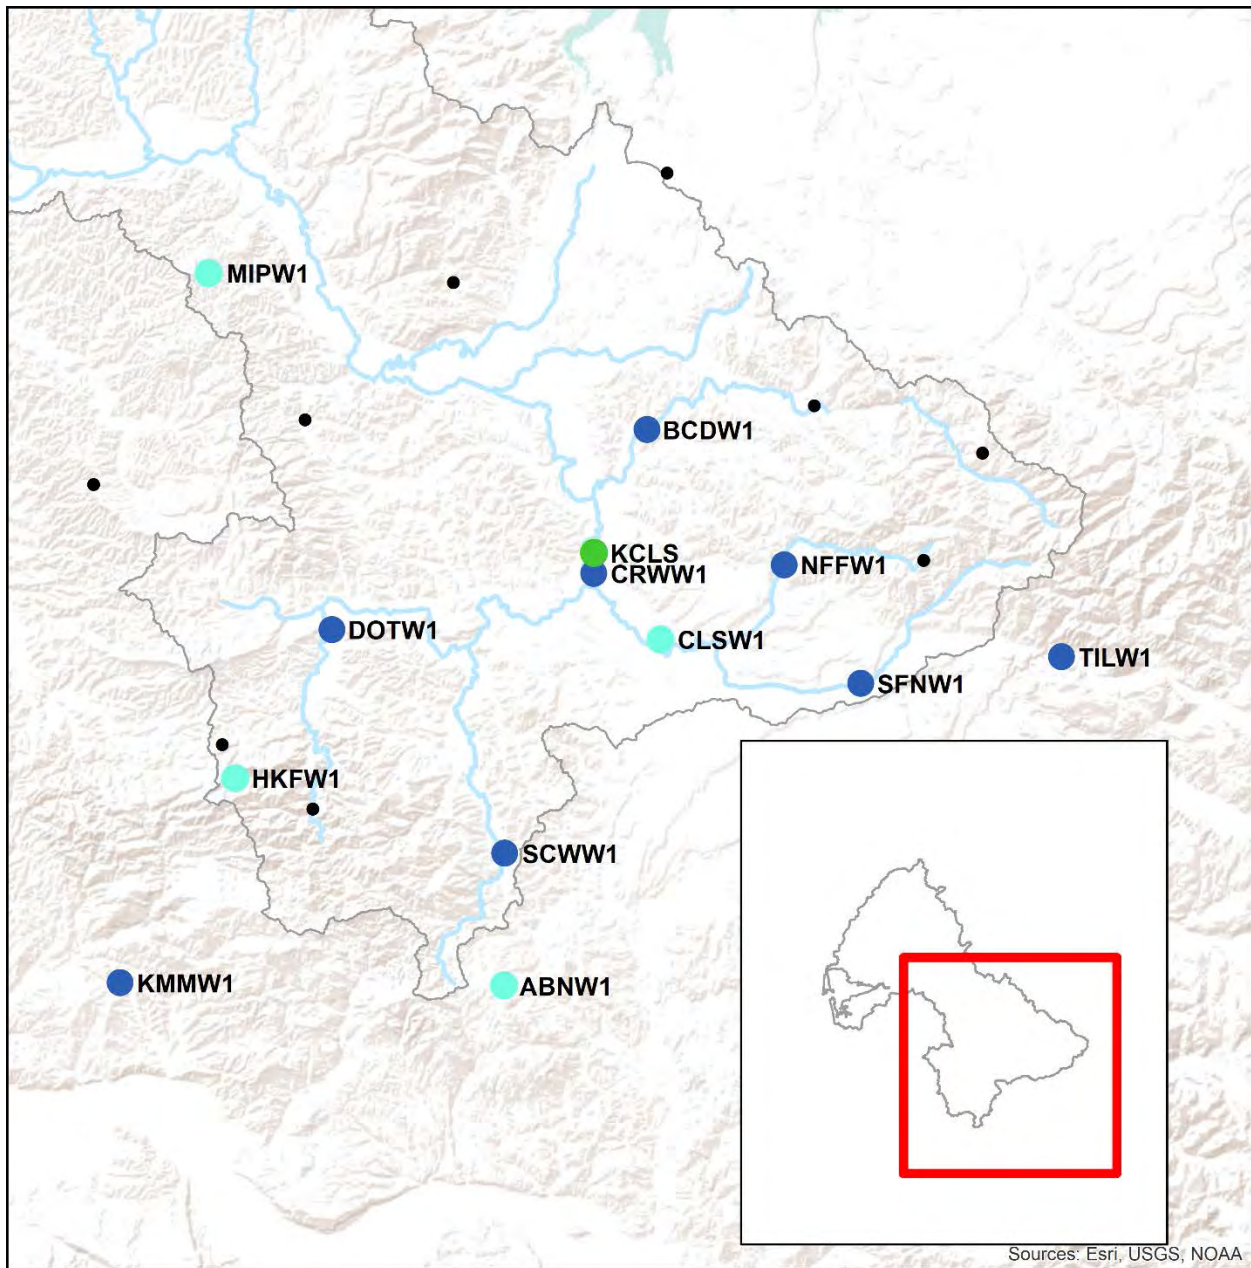 MIPW1
BCDW1
KCLS
CRWW1
NFFW1
DOTW1
CLSW1
TILW1
SFNW1
HKFW1
SCWW1
KMMW1
ABNW1
Sources: Esri, USGS, NOAA